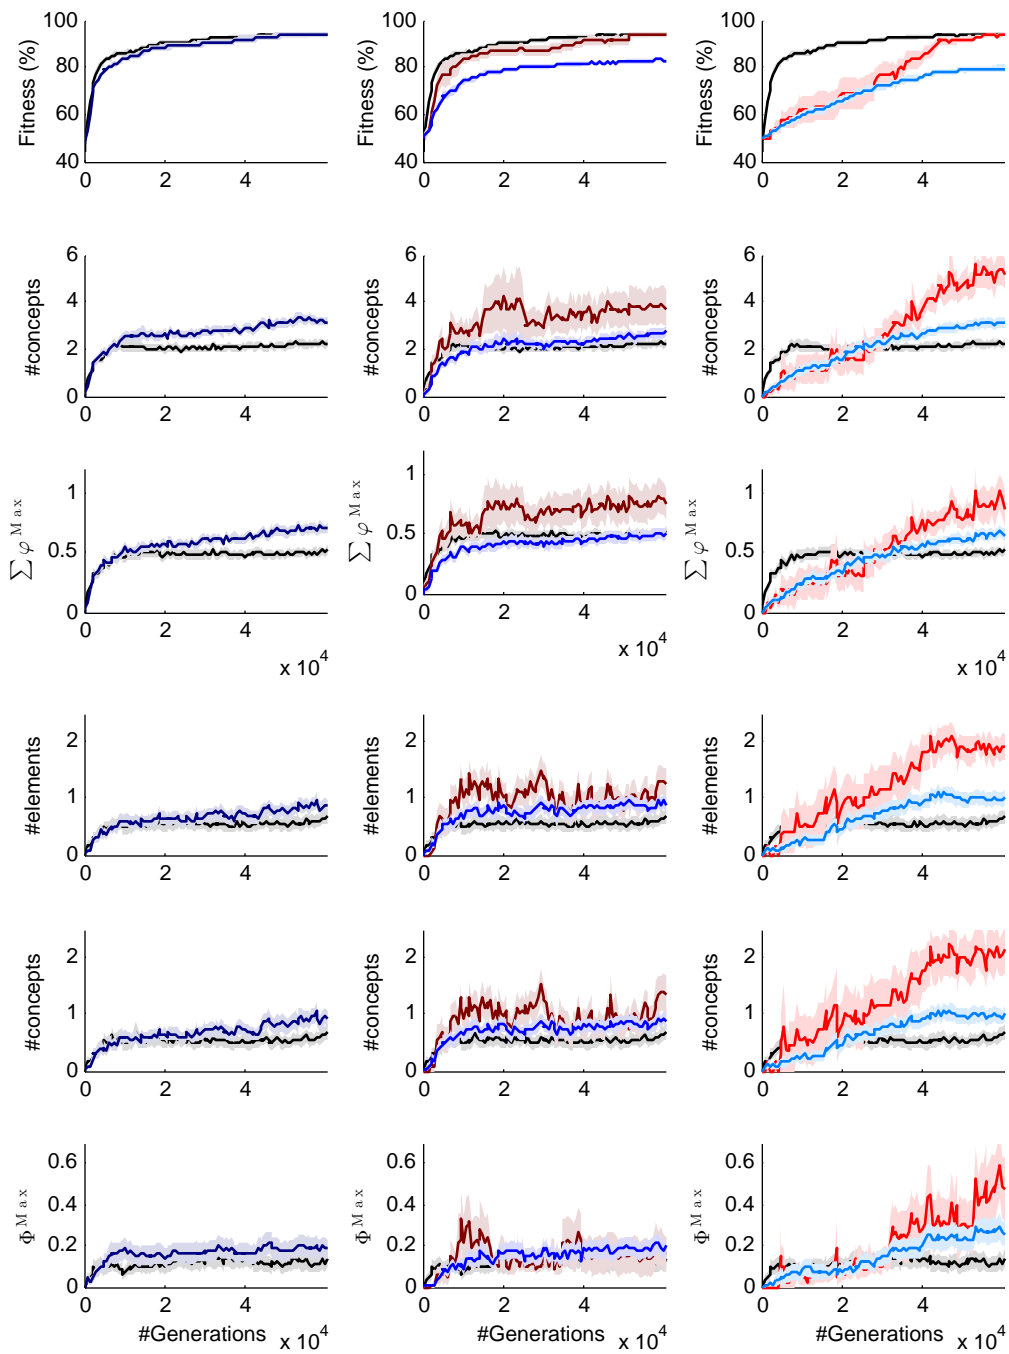 100
80
60
40
Fitness (%)
0 2 4
100
80
60
40
Fitness (%)
0 2 4
100
80
60
40
Fitness (%)
0 2 4
6
4
2
0
#concepts
0 2 4
6
4
2
0
#concepts
0 2 4
6
4
2
0
#concepts
0 2 4
1
0.5
0
∑ φ Max
0 2 4
x 10^4
1
0.5
0
∑ φ Max
0 2 4
x 10^4
1
0.5
0
∑ φ Max
0 2 4
x 10^4
2
1
0
#elements
0 2 4
2
1
0
#elements
0 2 4
2
1
0
#elements
0 2 4
2
1
0
#concepts
0 2 4
2
1
0
#concepts
0 2 4
2
1
0
#concepts
0 2 4
0.6
0.4
0.2
0
Φ Max
0 2 4
#Generations x 10^4
0.6
0.4
0.2
0
Φ Max
0 2 4
#Generations x 10^4
0.6
0.4
0.2
0
Φ Max
0 2 4
#Generations x 10^4